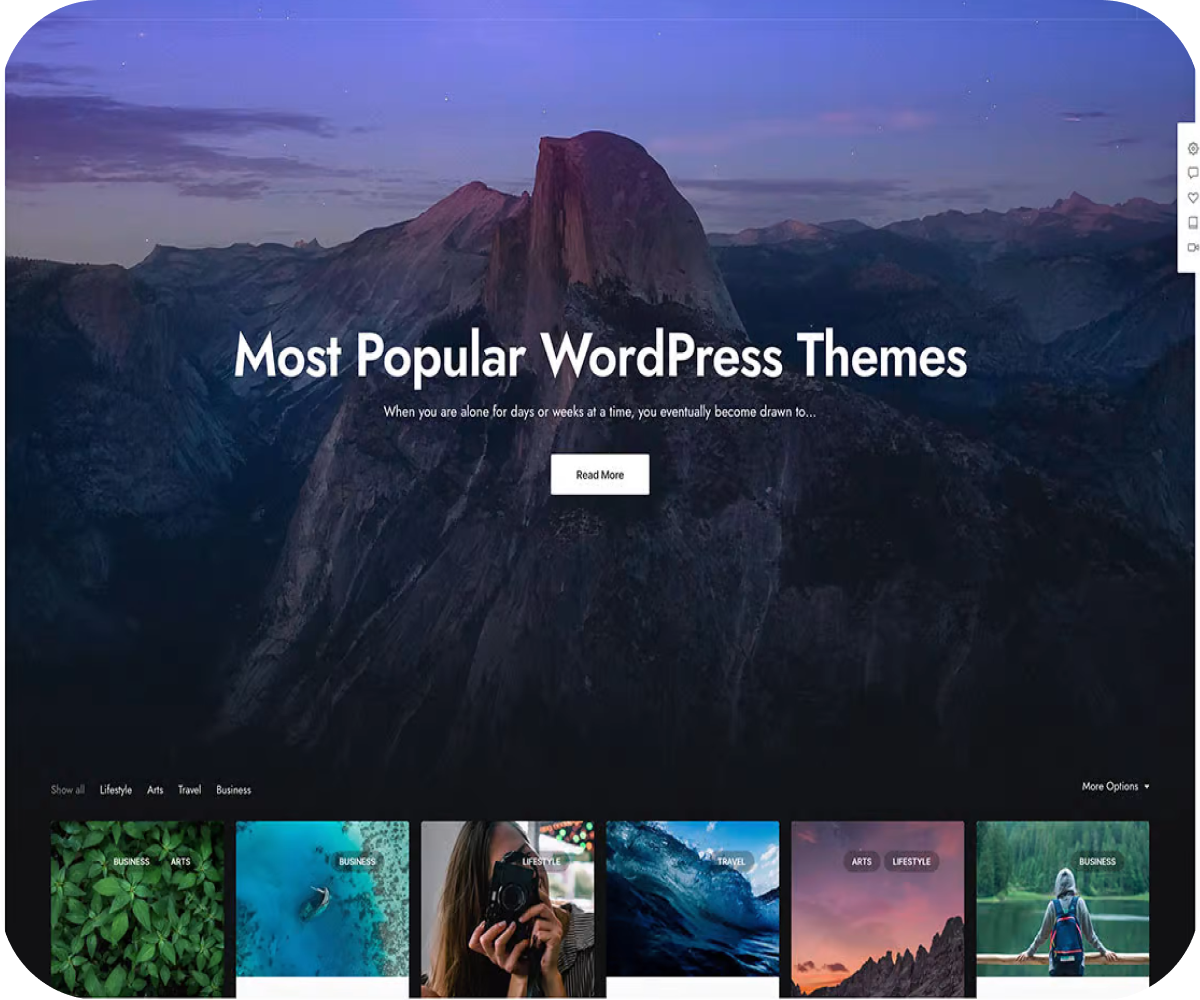 Most Popular WordPress Themes
When you are alone for days or weeks at a time, you eventually become drawn to...
Read More
Show all Lifestyle Arts Travel Business
More Options
BUSINESS ARTS
BUSINESS
LIFESTYLE
TRAVEL
ARTS LIFESTYLE
BUSINESS